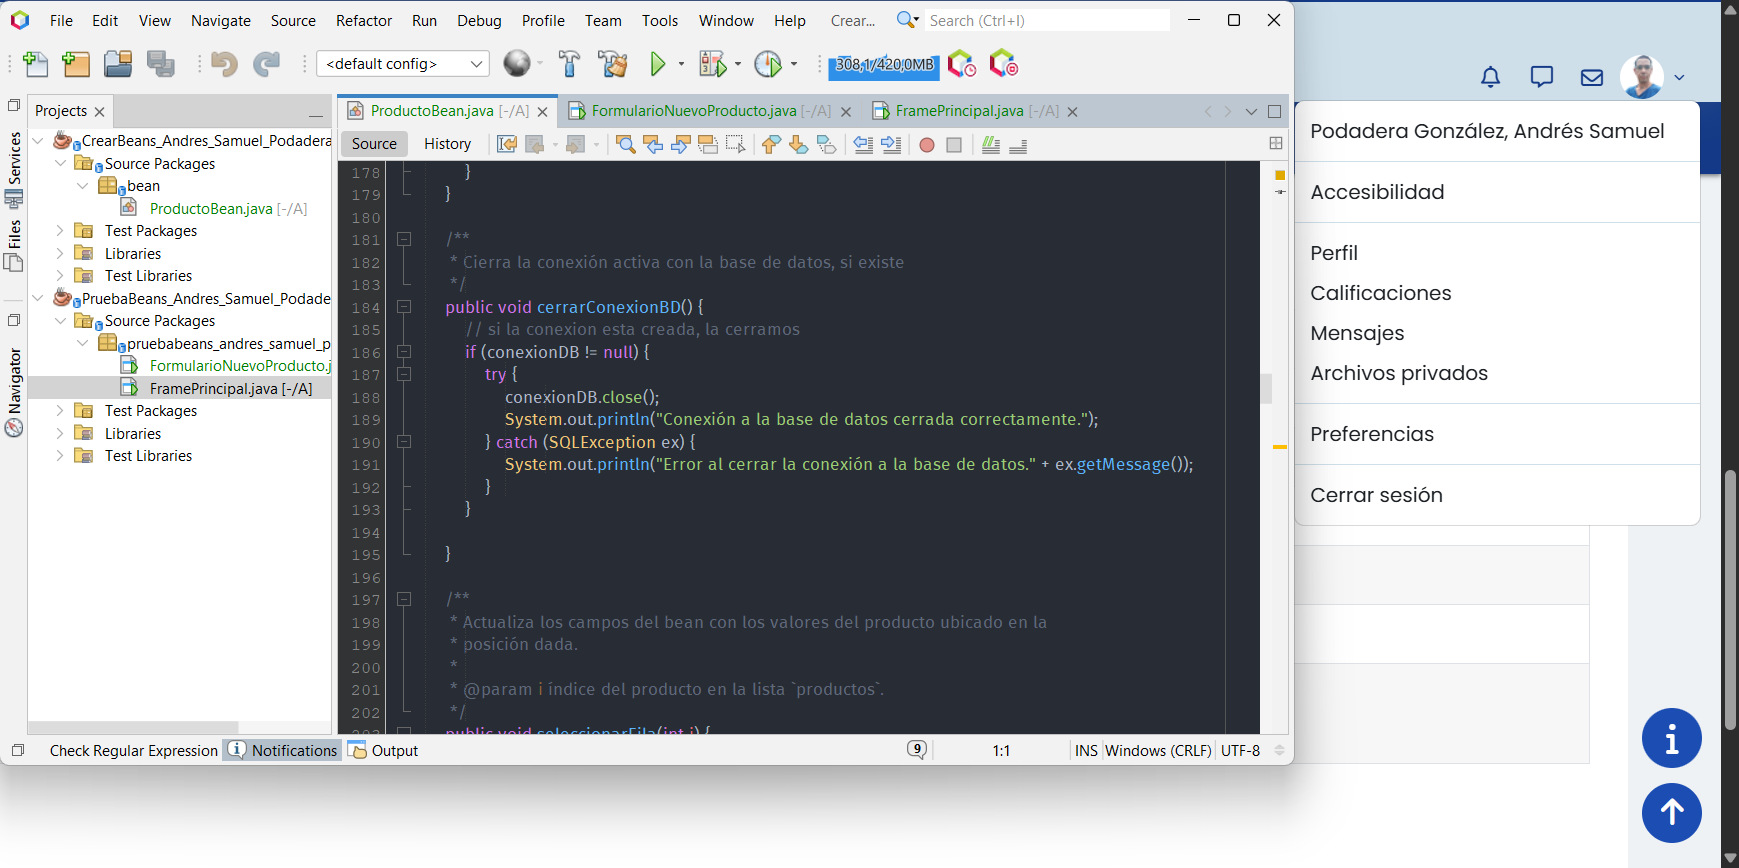 File Edit View Navigate Source Refactor Run Debug Profile Team Tools Window Help Crear... Search (Ctrl+I)
<default config> 308,1/420,0MB
Services
Files
Navigator
Projects
CrearBeans_Andres_Samuel_Podadera
Source Packages
bean
ProductoBean.java [-/A]
Test Packages
Libraries
Test Libraries
PruebaBeans_Andres_Samuel_Podade
Source Packages
pruebabeans_andres_samuel_p
FormularioNuevoProducto.j
FramePrincipal.java [-/A]
Test Packages
Libraries
Test Libraries
ProductoBean.java [-/A] FormularioNuevoProducto.java [-/A] FramePrincipal.java [-/A]
Source History
178 }
179 }
180
181 /**
182 * Cierra la conexión activa con la base de datos, si existe
183 */
184 public void cerrarConexionBD() {
185 // si la conexion esta creada, la cerramos
186 if (conexionDB != null) {
187 try {
188 conexionDB.close();
189 System.out.println("Conexión a la base de datos cerrada correctamente.");
190 } catch (SQLException ex) {
191 System.out.println("Error al cerrar la conexión a la base de datos." + ex.getMessage());
192 }
193 }
194
195 }
196
197 /**
198 * Actualiza los campos del bean con los valores del producto ubicado en la
199 * posición dada.
200 *
201 * @param i índice del producto en la lista `productos`.
202 */
203 public void seleccionarFila(int i) {
Check Regular Expression Notifications Output 9 1:1 INS Windows (CRLF) UTF-8
Podadera González, Andrés Samuel
Accesibilidad
Perfil
Calificaciones
Mensajes
Archivos privados
Preferencias
Cerrar sesión